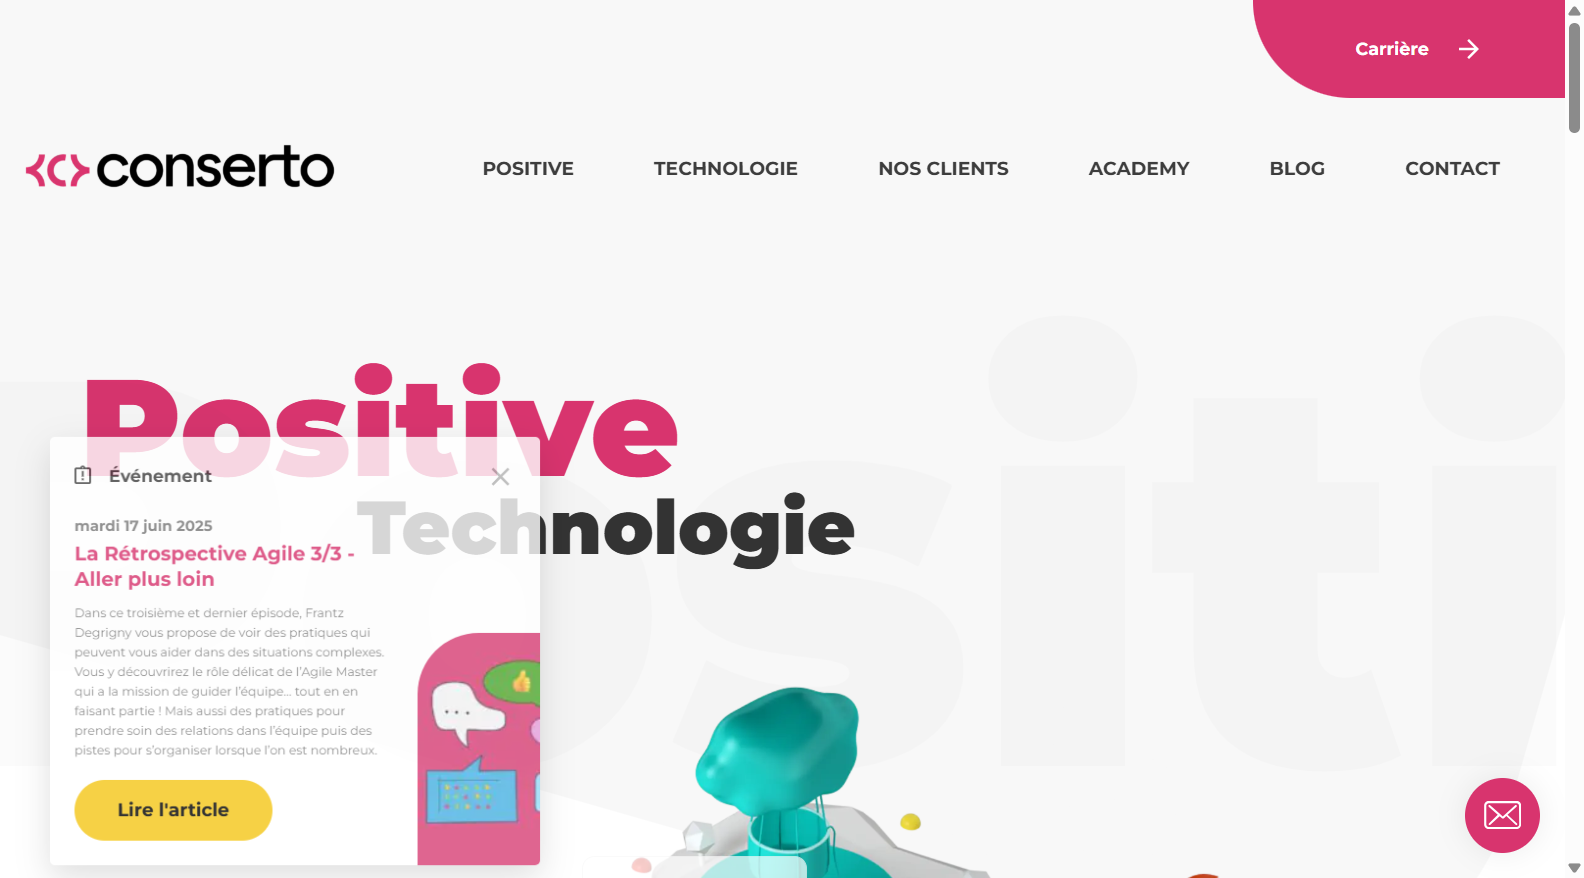 Carrière
conserto
POSITIVE TECHNOLOGIE NOS CLIENTS ACADEMY BLOG CONTACT
Positive
Technologie
Événement
mardi 17 juin 2025
La Rétrospective Agile 3/3 -
Aller plus loin
Dans ce troisième et dernier épisode, Frantz
Degrigny vous propose de voir des pratiques qui
peuvent vous aider dans des situations complexes.
Vous y découvrirez le rôle délicat de l’Agile Master
qui a la mission de guider l’équipe… tout en en
faisant partie ! Mais aussi des pratiques pour
prendre soin des relations dans l’équipe puis des
pistes pour s’organiser lorsque l’on est nombreux.
Lire l'article
ositi